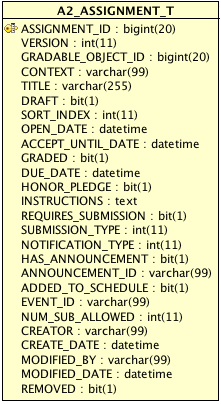 A2_ASSIGNMENT_T
ASSIGNMENT_ID : bigint(20)
VERSION : int(11)
GRADABLE_OBJECT_ID : bigint(20)
CONTEXT : varchar(99)
TITLE : varchar(255)
DRAFT : bit(1)
SORT_INDEX : int(11)
OPEN_DATE : datetime
ACCEPT_UNTIL_DATE : datetime
GRADED : bit(1)
DUE_DATE : datetime
HONOR_PLEDGE : bit(1)
INSTRUCTIONS : text
REQUIRES_SUBMISSION : bit(1)
SUBMISSION_TYPE : int(11)
NOTIFICATION_TYPE : int(11)
HAS_ANNOUNCEMENT : bit(1)
ANNOUNCEMENT_ID : varchar(99)
ADDED_TO_SCHEDULE : bit(1)
EVENT_ID : varchar(99)
NUM_SUB_ALLOWED : int(11)
CREATOR : varchar(99)
CREATE_DATE : datetime
MODIFIED_BY : varchar(99)
MODIFIED_DATE : datetime
REMOVED : bit(1)